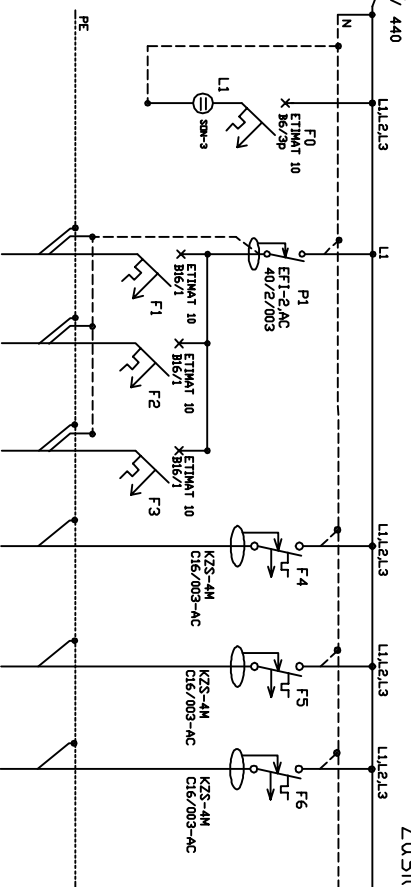 440
N
PE
L1,L2,L3
L1
L1,L2,L3
L1,L2,L3
L1,L2,L3
F0
ETIMAT 10
B6/3p
L1
SON-3
P1
EFI-2,AC
40/2/003
ETIMAT 10
B16/1
F1
ETIMAT 10
B16/1
F2
ETIMAT 10
B16/1
F3
F4
KZS-4M
C16/003-AC
F5
KZS-4M
C16/003-AC
F6
KZS-4M
C16/003-AC